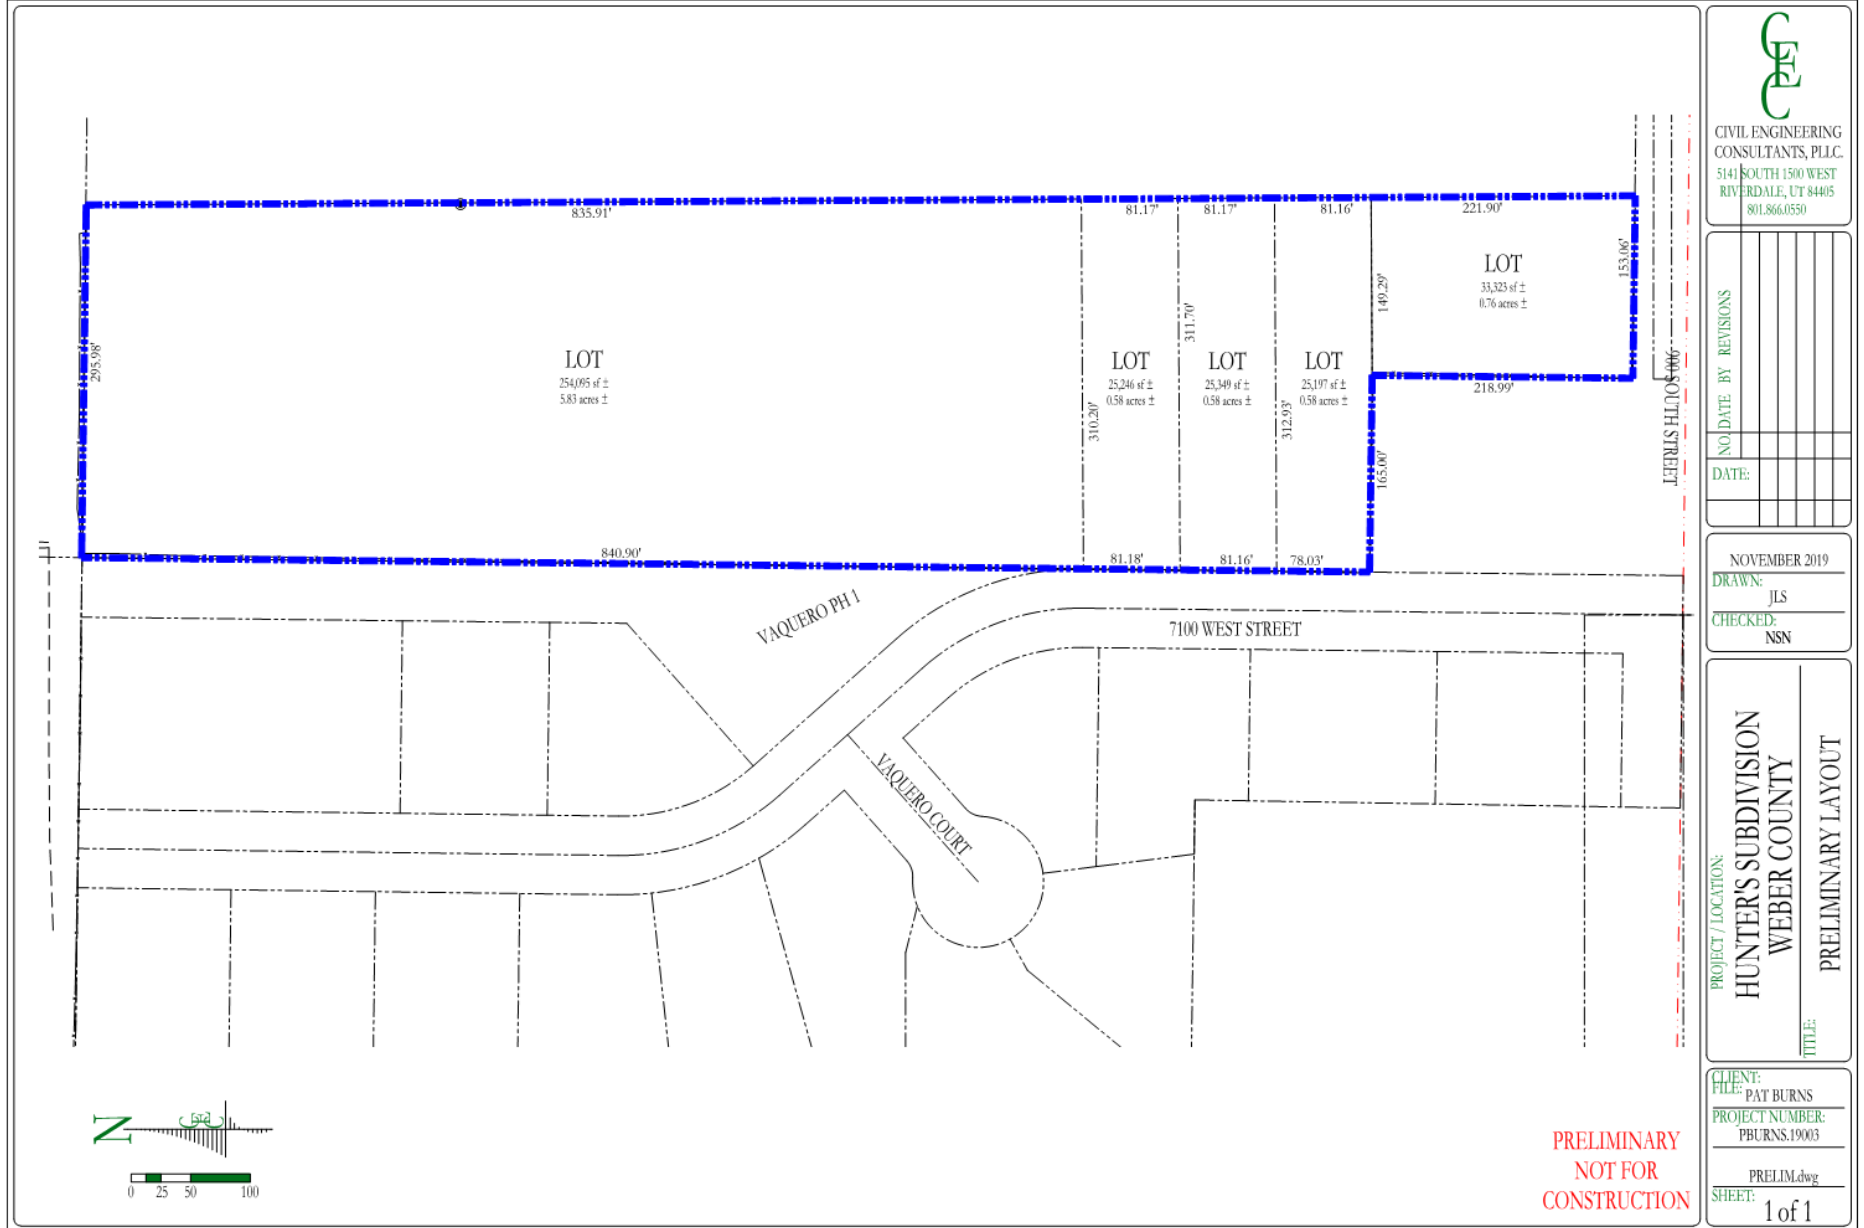 835.91'
81.17'
81.17'
81.16'
221.90'
295.98'
LOT
254,095 sf ±
5.83 acres ±
310.20'
LOT
25,246 sf ±
0.58 acres ±
311.70'
LOT
25,349 sf ±
0.58 acres ±
312.93'
LOT
25,197 sf ±
0.58 acres ±
149.29'
LOT
33,323 sf ±
0.76 acres ±
153.06'
218.99'
165.00'
900 SOUTH STREET
840.90'
81.18'
81.16'
78.03'
VAQUERO PH 1
7100 WEST STREET
VAQUERO COURT
N
CEC
0 25 50 100
PRELIMINARY
NOT FOR
CONSTRUCTION
CEC
CIVIL ENGINEERING
CONSULTANTS, PLLC.
5141 SOUTH 1500 WEST
RIVERDALE, UT 84405
801.866.0550
NO. DATE BY REVISIONS
DATE:
NOVEMBER 2019
DRAWN:
JLS
CHECKED:
NSN
PROJECT / LOCATION:
HUNTER'S SUBDIVISION
WEBER COUNTY
TITLE:
PRELIMINARY LAYOUT
CLIENT:
FILE: PAT BURNS
PROJECT NUMBER:
PBURNS.19003
PRELIM.dwg
SHEET:
1 of 1